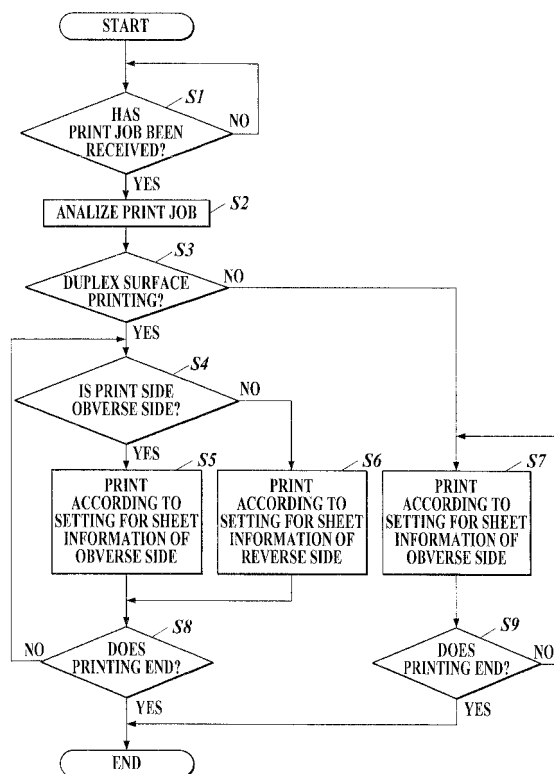 START
S1
HAS
PRINT JOB BEEN
RECEIVED?
NO
YES
ANALIZE PRINT JOB
S2
S3
DUPLEX SURFACE
PRINTING?
NO
YES
S4
IS PRINT SIDE
OBVERSE SIDE?
NO
YES
S5
PRINT
ACCORDING TO
SETTING FOR SHEET
INFORMATION OF
OBVERSE SIDE
S6
PRINT
ACCORDING TO
SETTING FOR SHEET
INFORMATION OF
REVERSE SIDE
S7
PRINT
ACCORDING TO
SETTING FOR SHEET
INFORMATION OF
OBVERSE SIDE
S8
NO
DOES
PRINTING END?
YES
S9
DOES
PRINTING END?
NO
YES
END